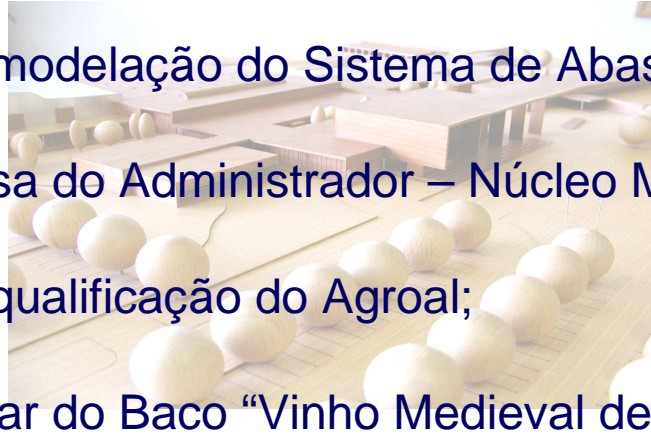 modelação do Sistema de Abas
sa do Administrador – Núcleo M
qualificação do Agroal;
ar do Baco “Vinho Medieval de